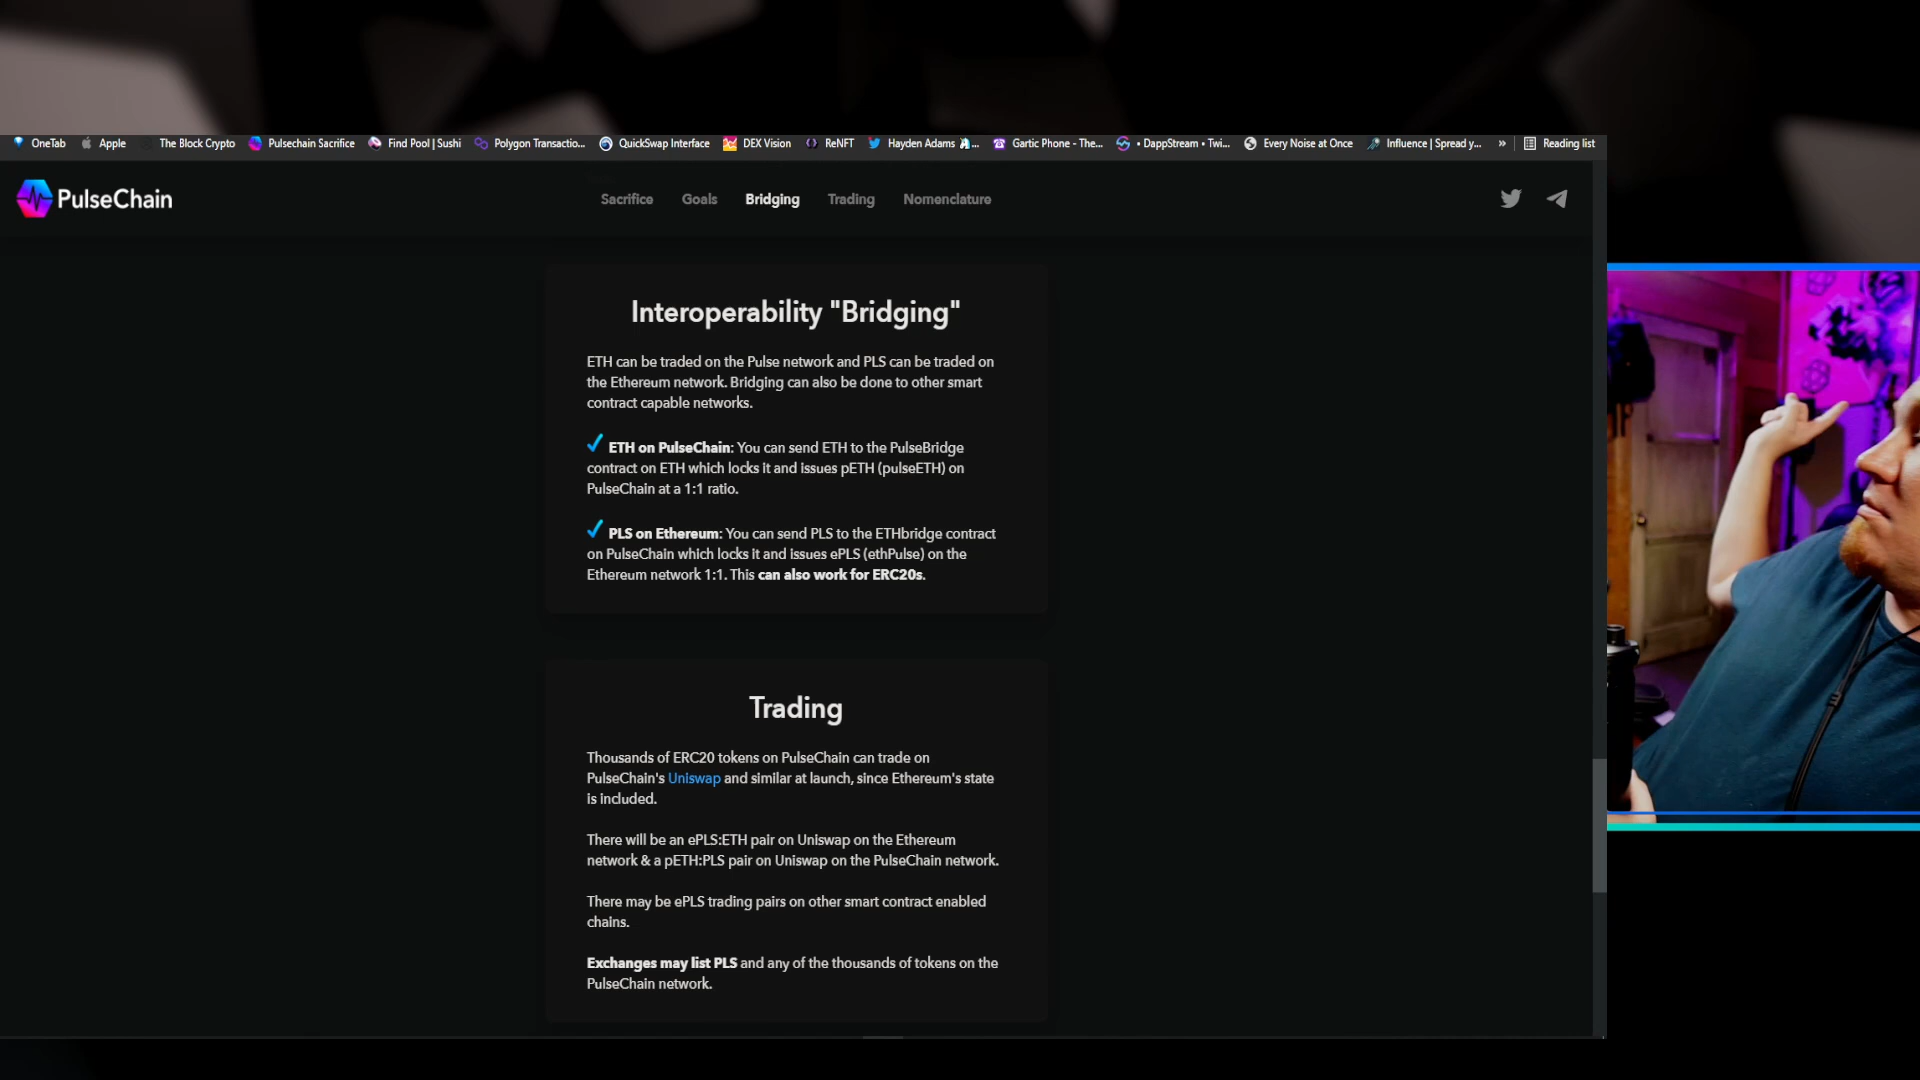 OneTab Apple The Block Crypto Pulsechain Sacrifice Find Pool | Sushi Polygon Transactio... QuickSwap Interface DEX Vision ReNFT Hayden Adams ... Gartic Phone - The... • DappStream • Twi... Every Noise at Once Influence | Spread y... » Reading list
PulseChain Sacrifice Goals Bridging Trading Nomenclature
Interoperability "Bridging"
ETH can be traded on the Pulse network and PLS can be traded on
the Ethereum network. Bridging can also be done to other smart
contract capable networks.
ETH on PulseChain: You can send ETH to the PulseBridge
contract on ETH which locks it and issues pETH (pulseETH) on
PulseChain at a 1:1 ratio.
PLS on Ethereum: You can send PLS to the ETHbridge contract
on PulseChain which locks it and issues ePLS (ethPulse) on the
Ethereum network 1:1. This can also work for ERC20s.
Trading
Thousands of ERC20 tokens on PulseChain can trade on
PulseChain's Uniswap and similar at launch, since Ethereum's state
is included.
There will be an ePLS:ETH pair on Uniswap on the Ethereum
network & a pETH:PLS pair on Uniswap on the PulseChain network.
There may be ePLS trading pairs on other smart contract enabled
chains.
Exchanges may list PLS and any of the thousands of tokens on the
PulseChain network.